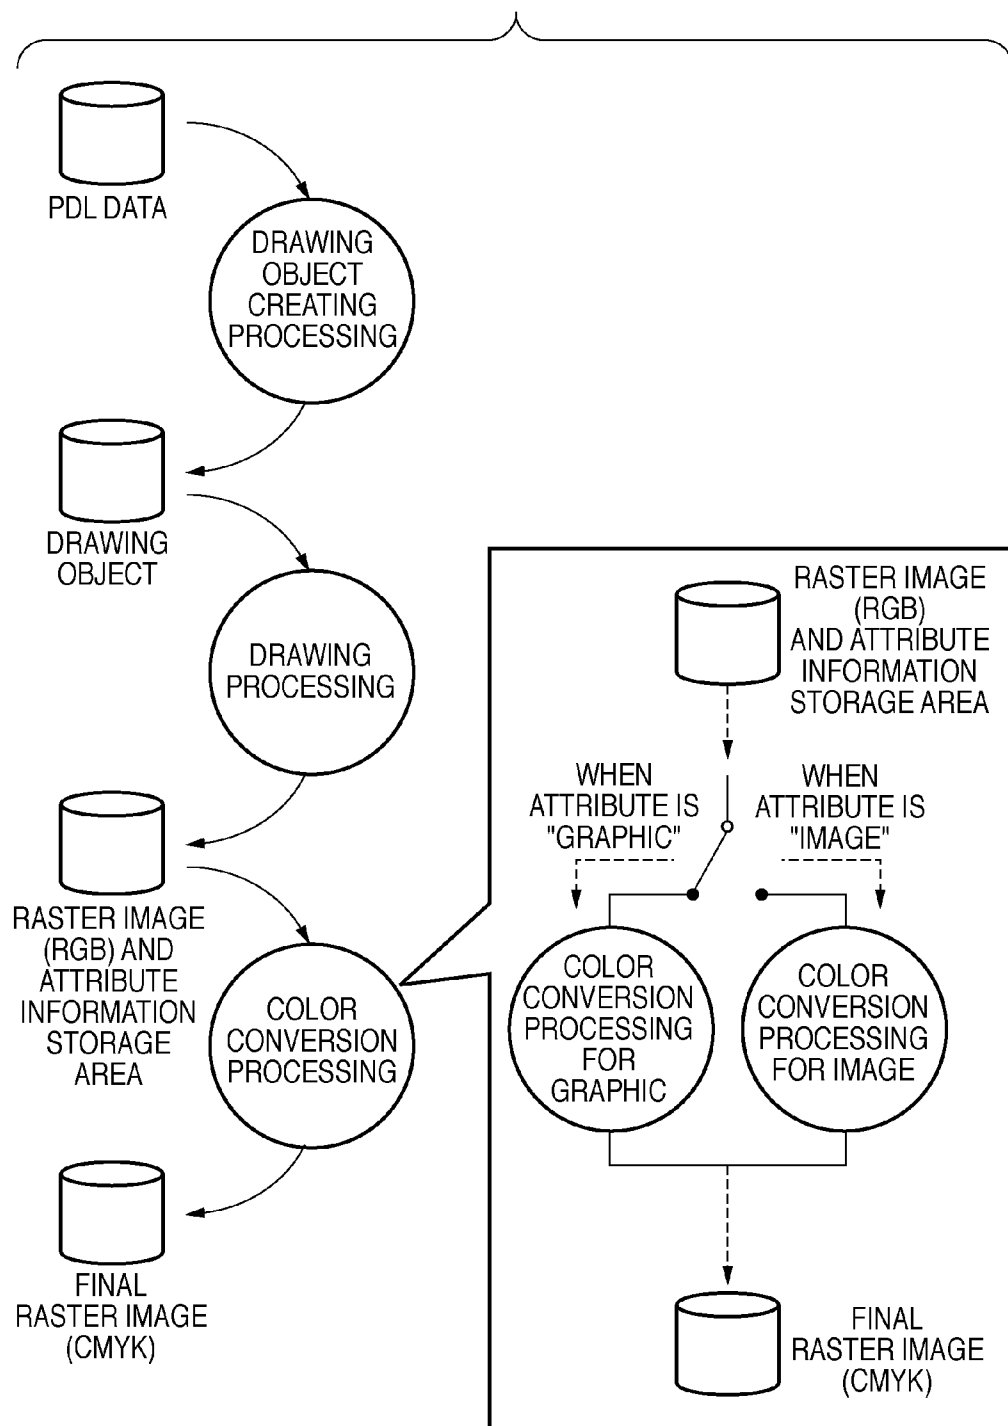 PDL DATA
DRAWING
OBJECT
CREATING
PROCESSING
DRAWING
OBJECT
DRAWING
PROCESSING
RASTER IMAGE
(RGB) AND
ATTRIBUTE
INFORMATION
STORAGE
AREA
COLOR
CONVERSION
PROCESSING
FINAL
RASTER IMAGE
(CMYK)
RASTER IMAGE
(RGB)
AND ATTRIBUTE
INFORMATION
STORAGE AREA
WHEN
ATTRIBUTE IS
"GRAPHIC"
WHEN
ATTRIBUTE IS
"IMAGE"
COLOR
CONVERSION
PROCESSING
FOR
GRAPHIC
COLOR
CONVERSION
PROCESSING
FOR IMAGE
FINAL
RASTER IMAGE
(CMYK)